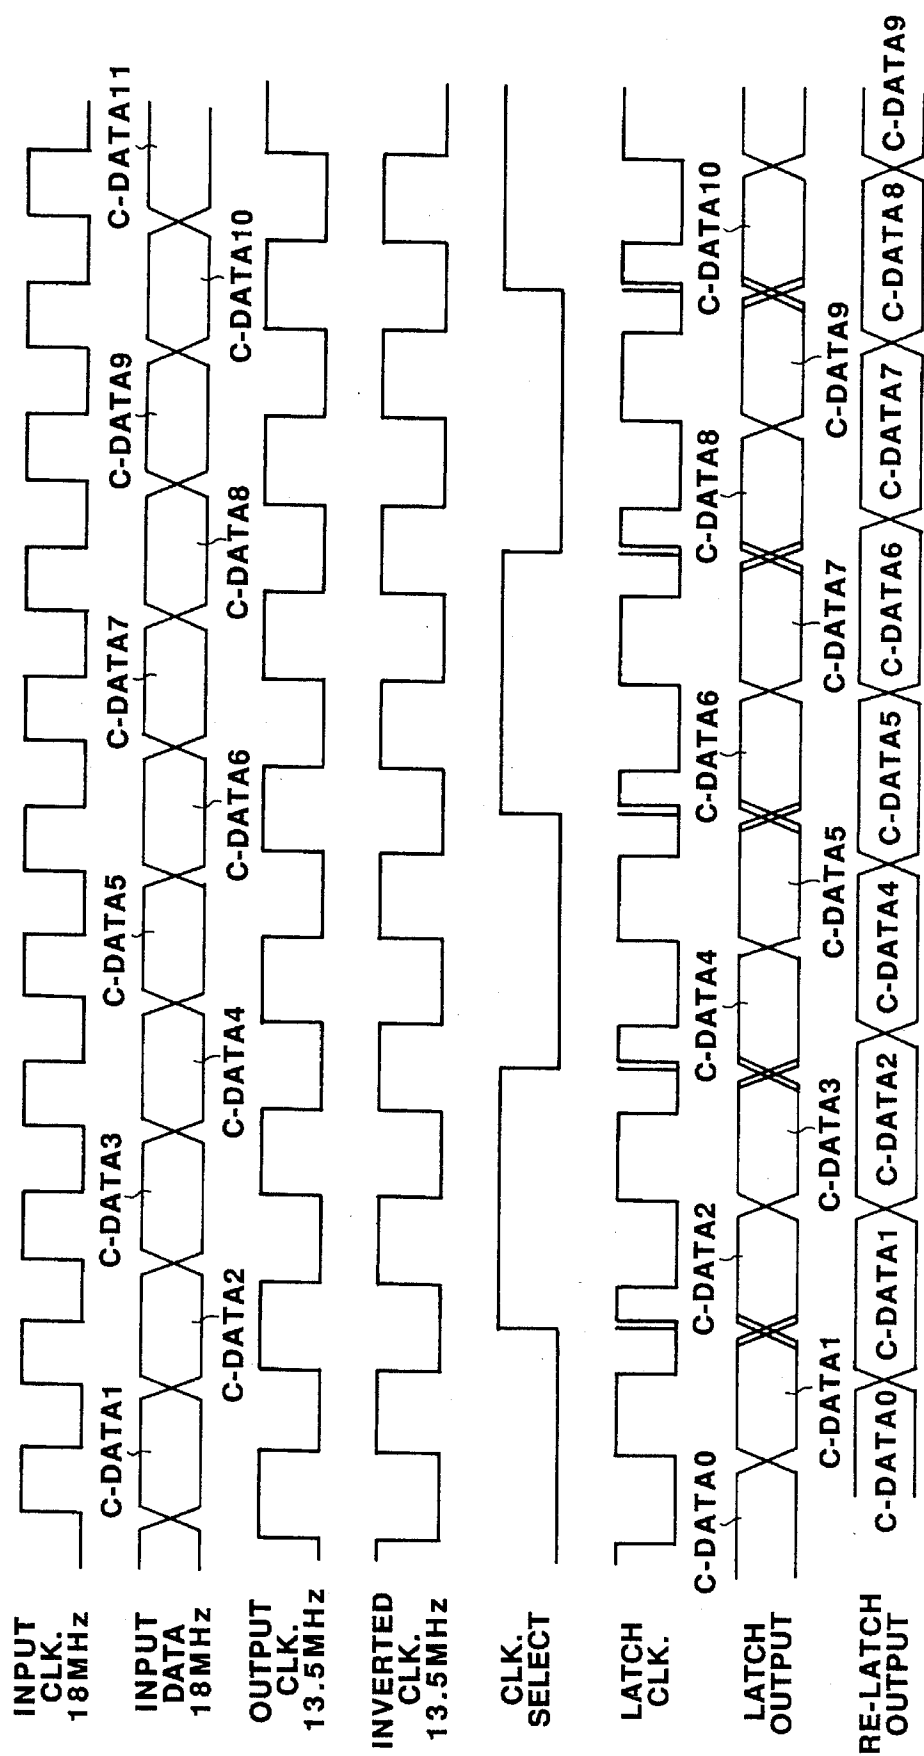 INPUT
CLK.
18MHz
INPUT
DATA
18MHz
C-DATA1
C-DATA2
C-DATA3
C-DATA4
C-DATA5
C-DATA6
C-DATA7
C-DATA8
C-DATA9
C-DATA10
C-DATA11
OUTPUT
CLK.
13.5MHz
INVERTED
CLK.
13.5MHz
CLK.
SELECT
LATCH
CLK.
LATCH
OUTPUT
C-DATA0
C-DATA1
C-DATA2
C-DATA3
C-DATA4
C-DATA5
C-DATA6
C-DATA7
C-DATA8
C-DATA9
C-DATA10
RE-LATCH
OUTPUT
C-DATA0
C-DATA1
C-DATA2
C-DATA4
C-DATA5
C-DATA6
C-DATA7
C-DATA8
C-DATA9